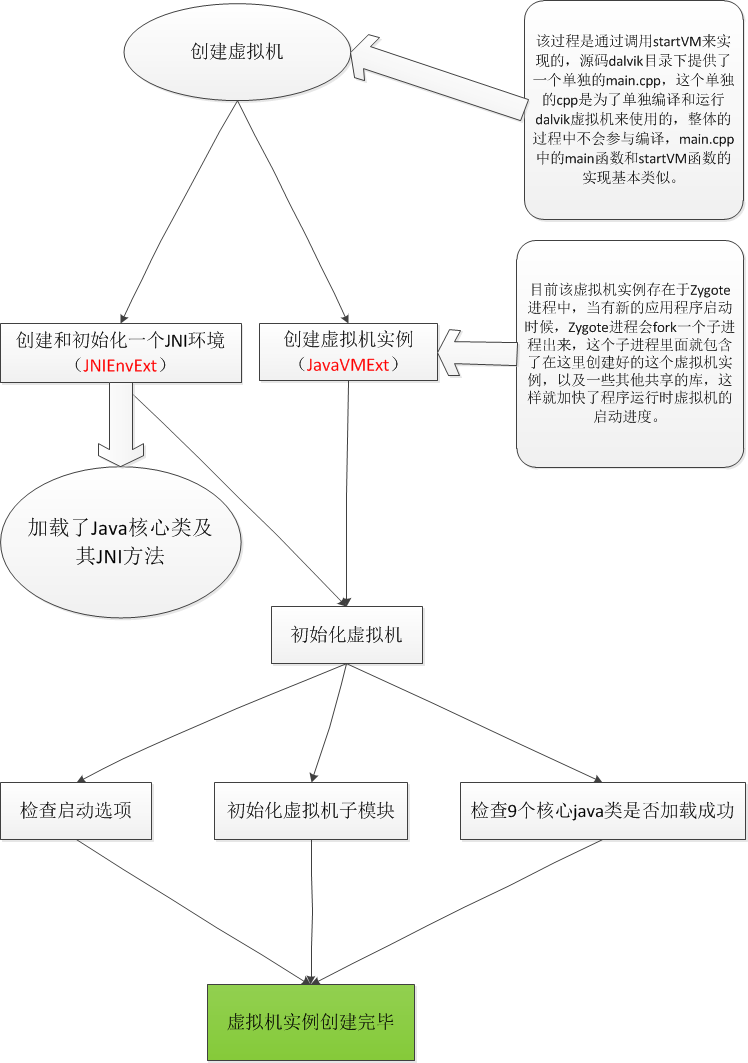 创建虚拟机
该过程是通过调用startVM来实
现的，源码dalvik目录下提供了
一个单独的main.cpp，这个单独
的cpp是为了单独编译和运行
dalvik虚拟机来使用的，整体的
过程中不会参与编译，main.cpp
中的main函数和startVM函数的
实现基本类似。
创建和初始化一个JNI环境
（JNIEnvExt）
创建虚拟机实例
（JavaVMExt）
目前该虚拟机实例存在于Zygote
进程中，当有新的应用程序启动
时候，Zygote进程会fork一个子进
程出来，这个子进程里面就包含
了在这里创建好的这个虚拟机实
例，以及一些其他共享的库，这
样就加快了程序运行时虚拟机的
启动进度。
加载了Java核心类及
其JNI方法
初始化虚拟机
检查启动选项
初始化虚拟机子模块
检查9个核心java类是否加载成功
虚拟机实例创建完毕